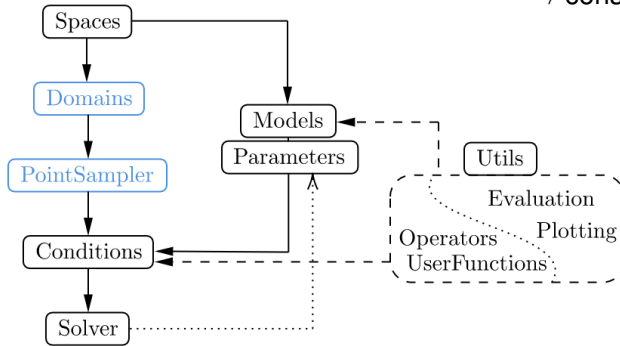 Spaces
Domains
Models
Parameters
Utils
PointSampler
Evaluation
Plotting
Operators
UserFunctions
Conditions
Solver